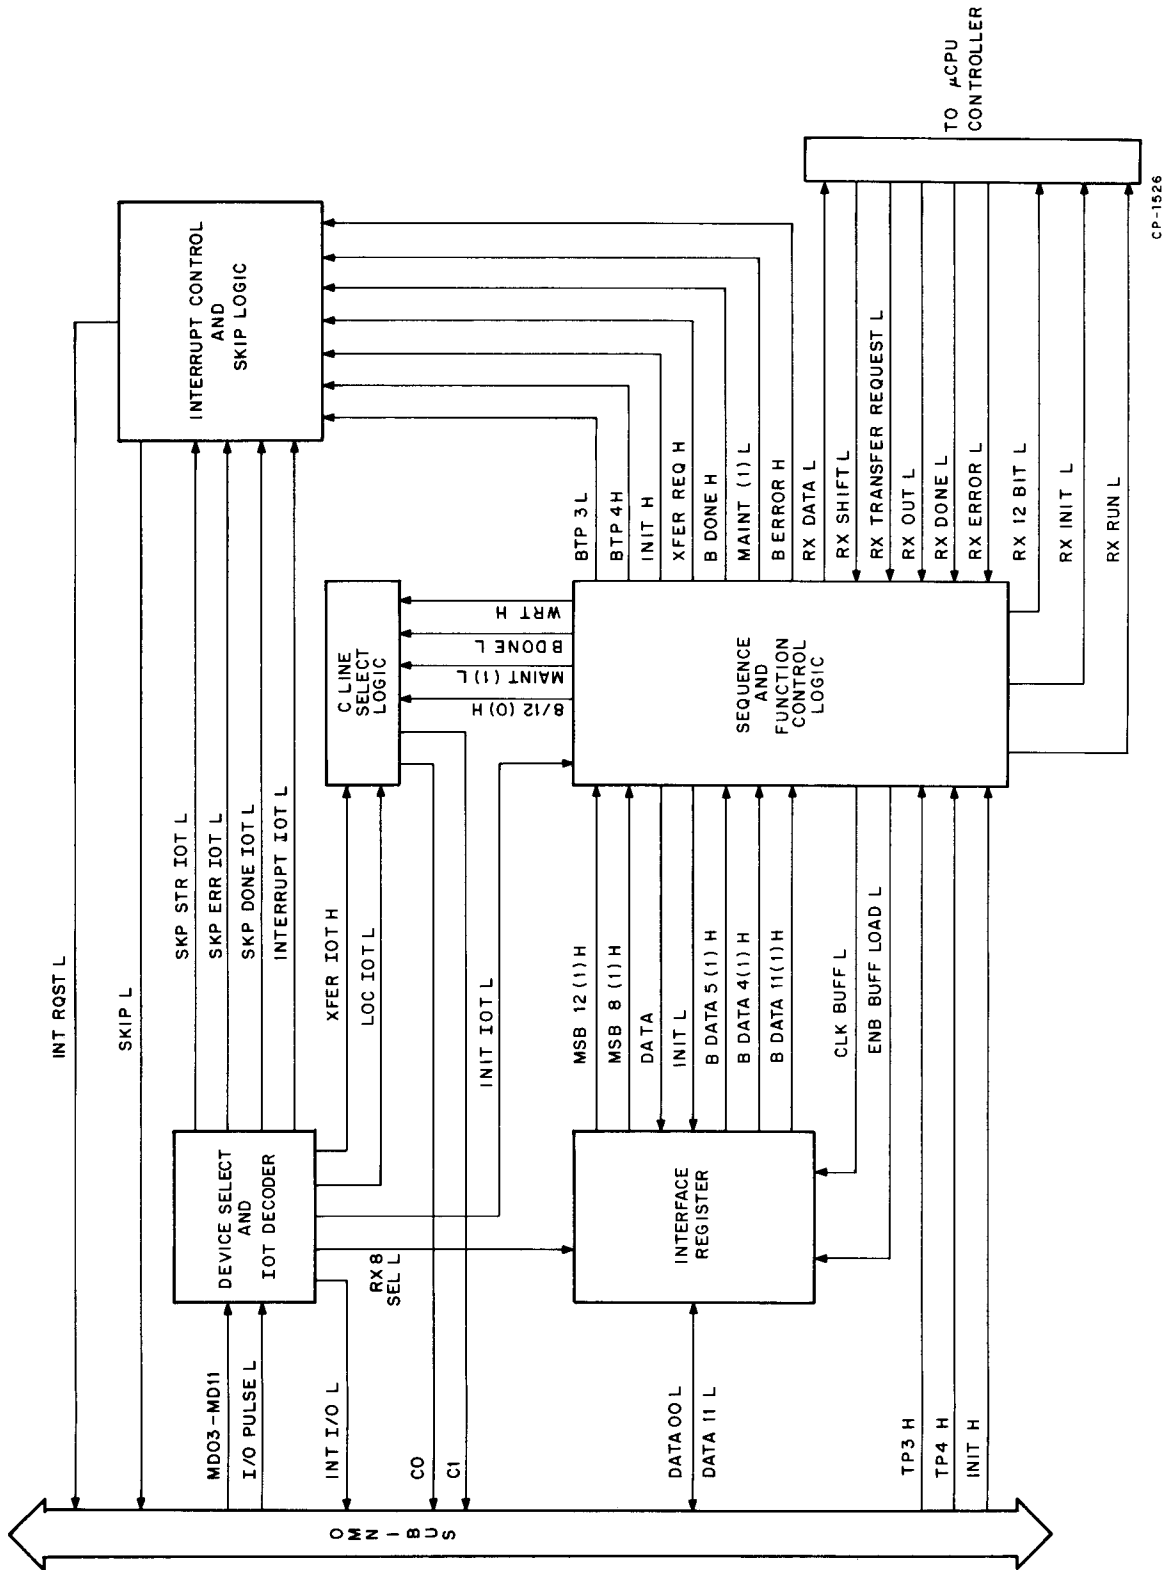 OMNIBUS
INT RQST L
SKIP L
MD03-MD11
I/O PULSE L
INT I/O L
C0
C1
DATA 00 L
DATA 11 L
TP3 H
TP4 H
INIT H
DEVICE SELECT
AND
IOT DECODER
RX8
SEL L
SKP STR IOT L
SKP ERR IOT L
SKP DONE IOT L
INTERRUPT IOT L
XFER IOT H
LOC IOT L
INIT IOT L
INTERFACE
REGISTER
MSB 12 (1) H
MSB 8 (1) H
DATA
INIT L
B DATA 5 (1) H
B DATA 4 (1) H
B DATA 11 (1) H
CLK BUFF L
ENB BUFF LOAD L
INTERRUPT CONTROL
AND
SKIP LOGIC
C LINE
SELECT
LOGIC
8/12 (0) H
MAINT (1) L
B DONE L
WRT H
SEQUENCE
AND
FUNCTION
CONTROL
LOGIC
BTP 3 L
BTP 4 H
INIT H
XFER REQ H
B DONE H
MAINT (1) L
B ERROR H
RX DATA L
RX SHIFT L
RX TRANSFER REQUEST L
RX OUT L
RX DONE L
RX ERROR L
RX 12 BIT L
RX INIT L
RX RUN L
TO μCPU
CONTROLLER
CP-1526